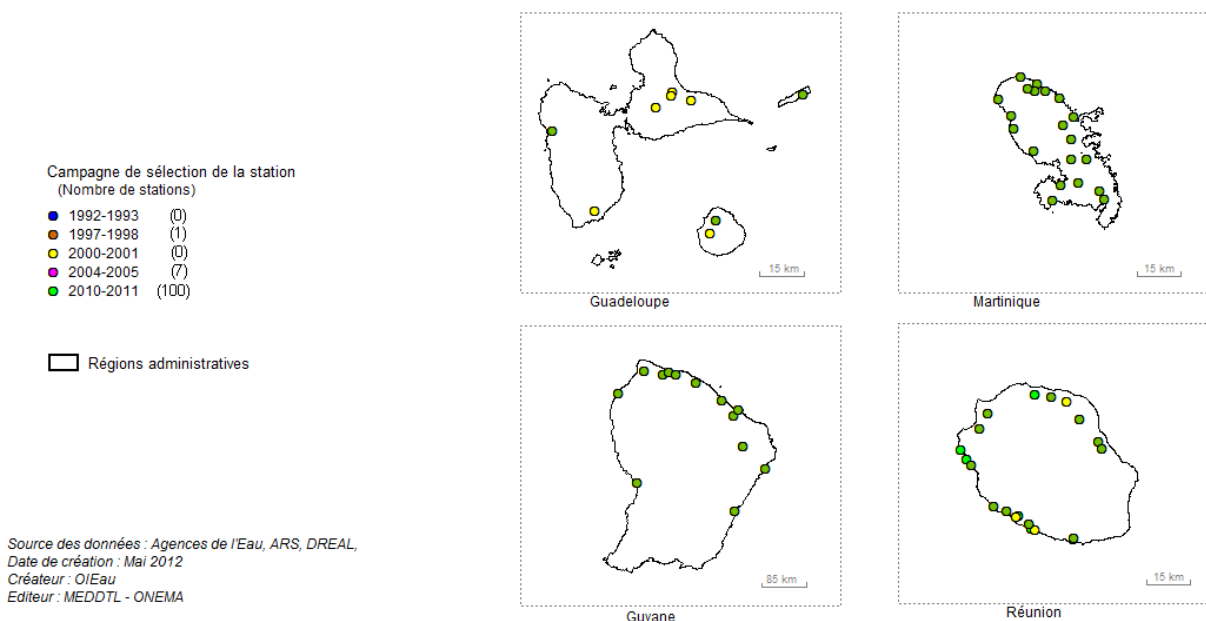 Campagne de sélection de la station
(Nombre de stations)
1992-1993 (0)
1997-1998 (1)
2000-2001 (0)
2004-2005 (7)
2010-2011 (100)
Régions administratives
Source des données : Agences de l'Eau, ARS, DREAL,
Date de création : Mai 2012
Créateur : OIEau
Editeur : MEDDTL - ONEMA
15 km
Guadeloupe
15 km
Martinique
85 km
Guyane
15 km
Réunion